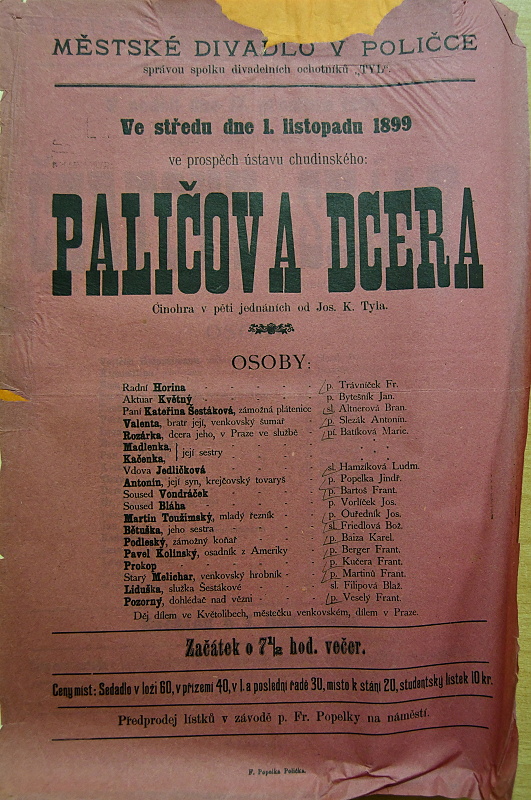 MĚSTSKÉ DIVADLO V POLIČCE
správou spolku divadelních ochotníků „TYL“.
Ve středu dne 1. listopadu 1899
ve prospěch ústavu chudinského:
PALIČOVA DCERA
Činohra v pěti jednáních od Jos. K. Tyla.
OSOBY:
Radní Horina - - - - - p. Trávníček Fr.
Aktuar Květný - - - - - p. Bytešník Jan.
Paní Kateřina Šestáková, zámožná plátenice sl. Altnerová Bran.
Valenta, bratr její, venkovský šumař - - p. Slezák Antonín.
Rozárka, dcera jeho, v Praze ve službě - - pí. Batíková Marie.
Madlenka,
Kačenka, } její sestry - - - -
Vdova Jedličková - - - - sl. Hamzíková Ludm.
Antonín, její syn, krejčovský tovaryš - - p. Popelka Jindř.
Soused Vondráček - - - - p. Bartoš Frant.
Soused Bláha - - - - p. Vorlíček Jos.
Martin Toužimský, mladý řezník - - - p. Ouředník Jos.
Bětuška, jeho sestra - - - - sl. Friedlová Bož.
Podleský, zámožný koňař - - - p. Baiza Karel.
Pavel Kolinský, osadník z Ameriky - - p. Berger Frant.
Prokop - - - - - p. Kučera Frant.
Starý Melichar, venkovský hrobník - - p. Martinů Frant.
Liduška, služka Šestákové - - - sl. Filipová Blaž.
Pozorný, dohlédač nad vězni - - - p. Veselý Frant.
Děj dílem ve Květolibech, městečku venkovském, dílem v Praze.
Začátek o 7½ hod. večer.
Ceny míst: Sedadlo v loži 60, v přízemí 40, v I. a poslední řadě 30, místo k stání 20, studentský lístek 10 kr.
Předprodej lístků v závodě p. Fr. Popelky na náměstí.
F. Popelka Polička.